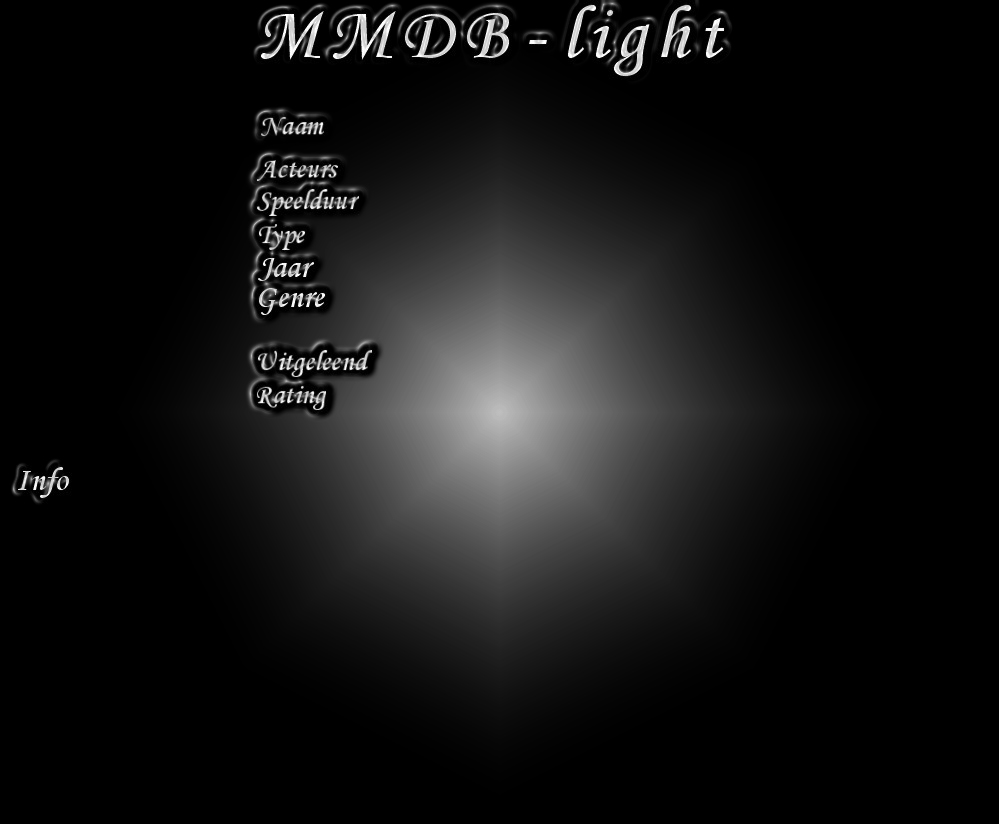 MMDB - light
Naam
Acteurs
Speelduur
Type
Jaar
Genre
Uitgeleend
Rating
Info